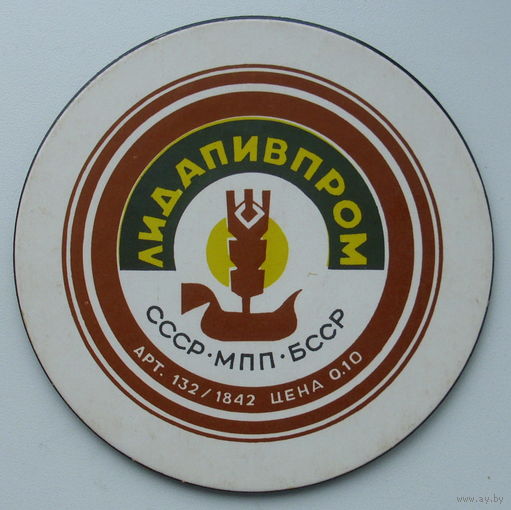 ЛИДАПИВПРОМ
СССР·МПП·БССР
АРТ. 132/1842 ЦЕНА 0.10
www.ay.by